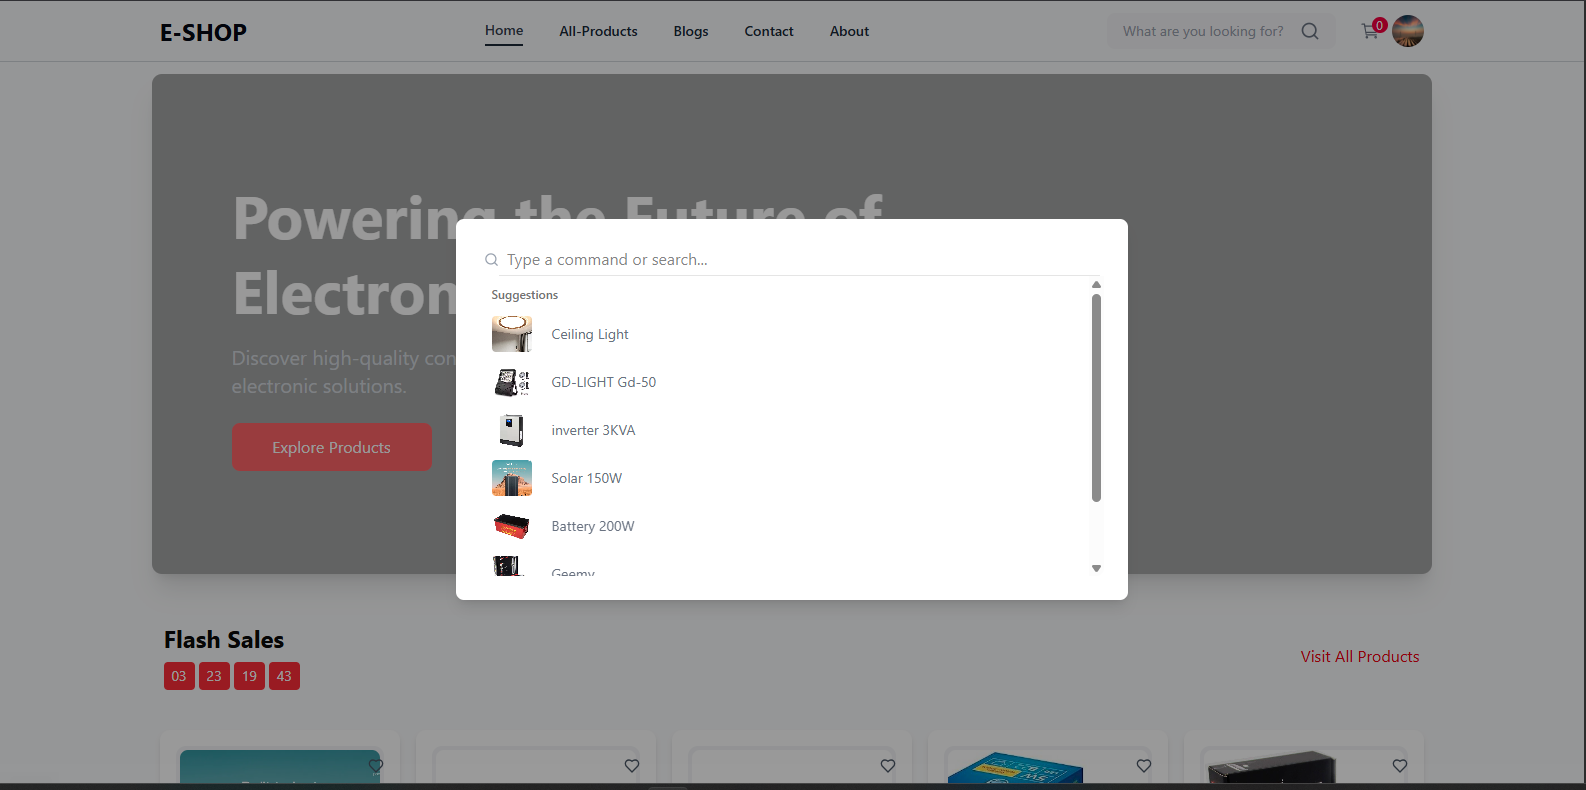 E-SHOP
Home
All-Products
Blogs
Contact
About
What are you looking for?
0
Powering the Future of
Electron
Discover high-quality con
electronic solutions.
Explore Products
Type a command or search...
Suggestions
Ceiling Light
GD-LIGHT Gd-50
inverter 3KVA
Solar 150W
Battery 200W
Geemy
Flash Sales
03 23 19 43
Visit All Products